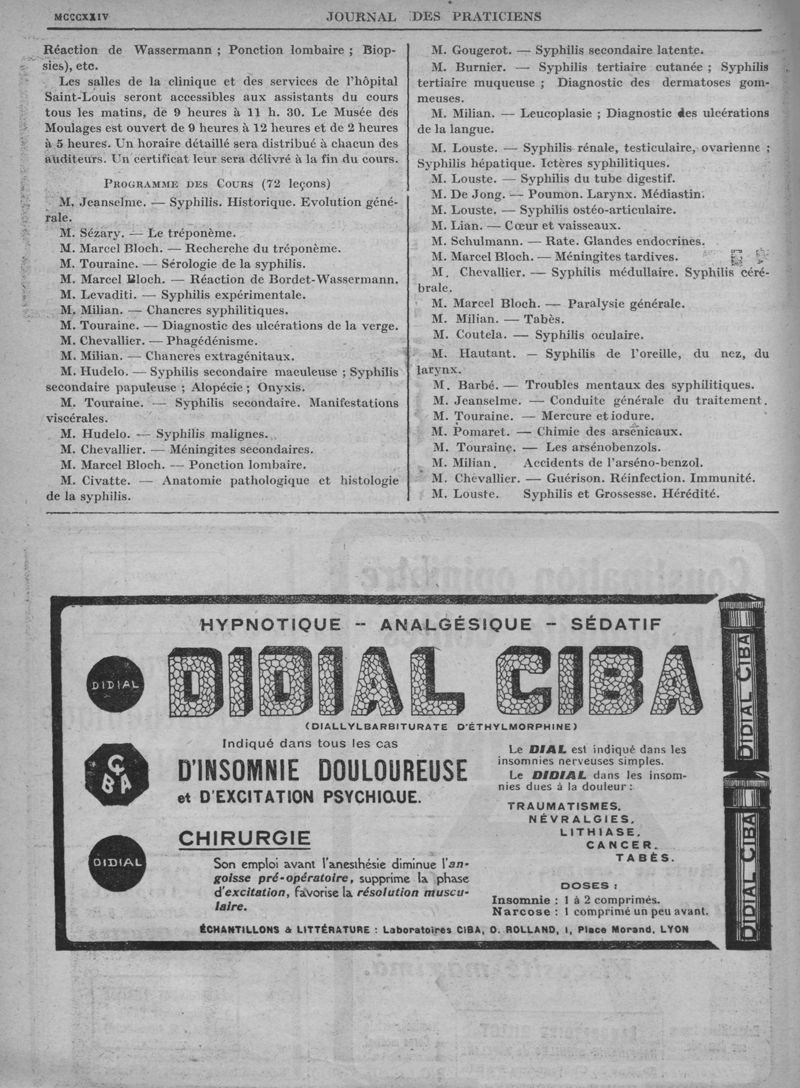 MCCCXXIV
JOURNAL DES PRATICIENS
Réaction de Wassermann ; Ponction lombaire ; Biop-
sies), etc.
Les salles de la clinique et des services de l'hôpital
Saint-Louis seront accessibles aux assistants du cours
tous les matins, de 9 heures à 11 h. 30. Le Musée des
Moulages est ouvert de 9 heures à 12 heures et de 2 heures
à 5 heures. Un horaire détaillé sera distribué à chacun des
auditeurs. Un certificat leur sera délivré à la fin du cours.
PROGRAMME DES COURS (72 leçons)
M. Jeanselme. — Syphilis. Historique. Evolution géné-
rale.
M. Sézary. — Le tréponème.
M. Marcel Bloch. — Recherche du tréponème.
M. Touraine. — Sérologie de la syphilis.
M. Marcel Bloch. — Réaction de Bordet-Wassermann.
M. Levaditi. — Syphilis expérimentale.
M. Milian. — Chancres syphilitiques.
M. Touraine. — Diagnostic des ulcérations de la verge.
M. Chevallier. — Phagédénisme.
M. Milian. — Chancres extragénitaux.
M. Hudelo. — Syphilis secondaire maculeuse ; Syphilis
secondaire papuleuse ; Alopécie ; Onyxis.
M. Touraine. — Syphilis secondaire. Manifestations
viscérales.
M. Hudelo. — Syphilis malignes.
M. Chevallier. — Méningites secondaires.
M. Marcel Bloch. — Ponction lombaire.
M. Civatte. — Anatomie pathologique et histologie
de la syphilis.
M. Gougerot. — Syphilis secondaire latente.
M. Burnier. — Syphilis tertiaire cutanée ; Syphilis
tertiaire muqueuse ; Diagnostic des dermatoses gom-
meuses.
M. Milian. — Leucoplasie ; Diagnostic des ulcérations
de la langue.
M. Louste. — Syphilis rénale, testiculaire, ovarienne ;
Syphilis hépatique. Ictères syphilitiques.
M. Louste. — Syphilis du tube digestif.
M. De Jong. — Poumon. Larynx. Médiastin.
M. Louste. — Syphilis ostéo-articulaire.
M. Lian. — Cœur et vaisseaux.
M. Schulmann. — Rate. Glandes endocrines.
M. Marcel Bloch. — Méningites tardives.
M. Chevallier. — Syphilis médullaire. Syphilis céré-
brale.
M. Marcel Bloch. — Paralysie générale.
M. Milian. — Tabès.
M. Coutela. — Syphilis oculaire.
M. Hautant. — Syphilis de l'oreille, du nez, du
larynx.
M. Barbé. — Troubles mentaux des syphilitiques.
M. Jeanselme. — Conduite générale du traitement.
M. Touraine. — Mercure et iodure.
M. Pomaret. — Chimie des arsénicaux.
M. Touraine. — Les arsénobenzols.
M. Milian. Accidents de l'arséno-benzol.
M. Chevallier. — Guérison. Réinfection. Immunité.
M. Louste. Syphilis et Grossesse. Hérédité.
HYPNOTIQUE - ANALGÉSIQUE - SÉDATIF
DIDIAL
DIDIAL CIBA
(DIALLYLBARBITURATE D'ÉTHYLMORPHINE)
CIBA
Indiqué dans tous les cas
D'INSOMNIE DOULOUREUSE
et D'EXCITATION PSYCHIQUE.
DIDIAL
CHIRURGIE
Son emploi avant l'anesthésie diminue l'an-
goisse pré-opératoire, supprime la phase
d'excitation, favorise la résolution muscu-
laire.
Le DIAL est indiqué dans les
insomnies nerveuses simples.
Le DIDIAL dans les insom-
nies dues à la douleur :
TRAUMATISMES.
NÉVRALGIES.
LITHIASE.
CANCER.
TABÈS.
DOSES :
Insomnie : 1 à 2 comprimés.
Narcose : 1 comprimé un peu avant.
ÉCHANTILLONS & LITTÉRATURE : Laboratoires CIBA, O. ROLLAND, 1, Place Morand, LYON
DIDIAL CIBA
DIDIAL CIBA